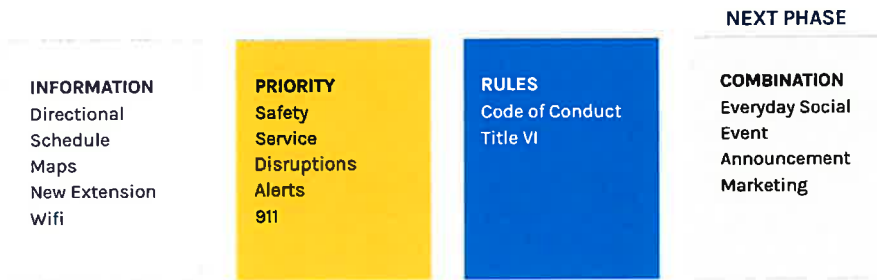 INFORMATION
Directional
Schedule
Maps
New Extension
Wifi
PRIORITY
Safety
Service
Disruptions
Alerts
911
RULES
Code of Conduct
Title VI
NEXT PHASE
COMBINATION
Everyday Social
Event
Announcement
Marketing